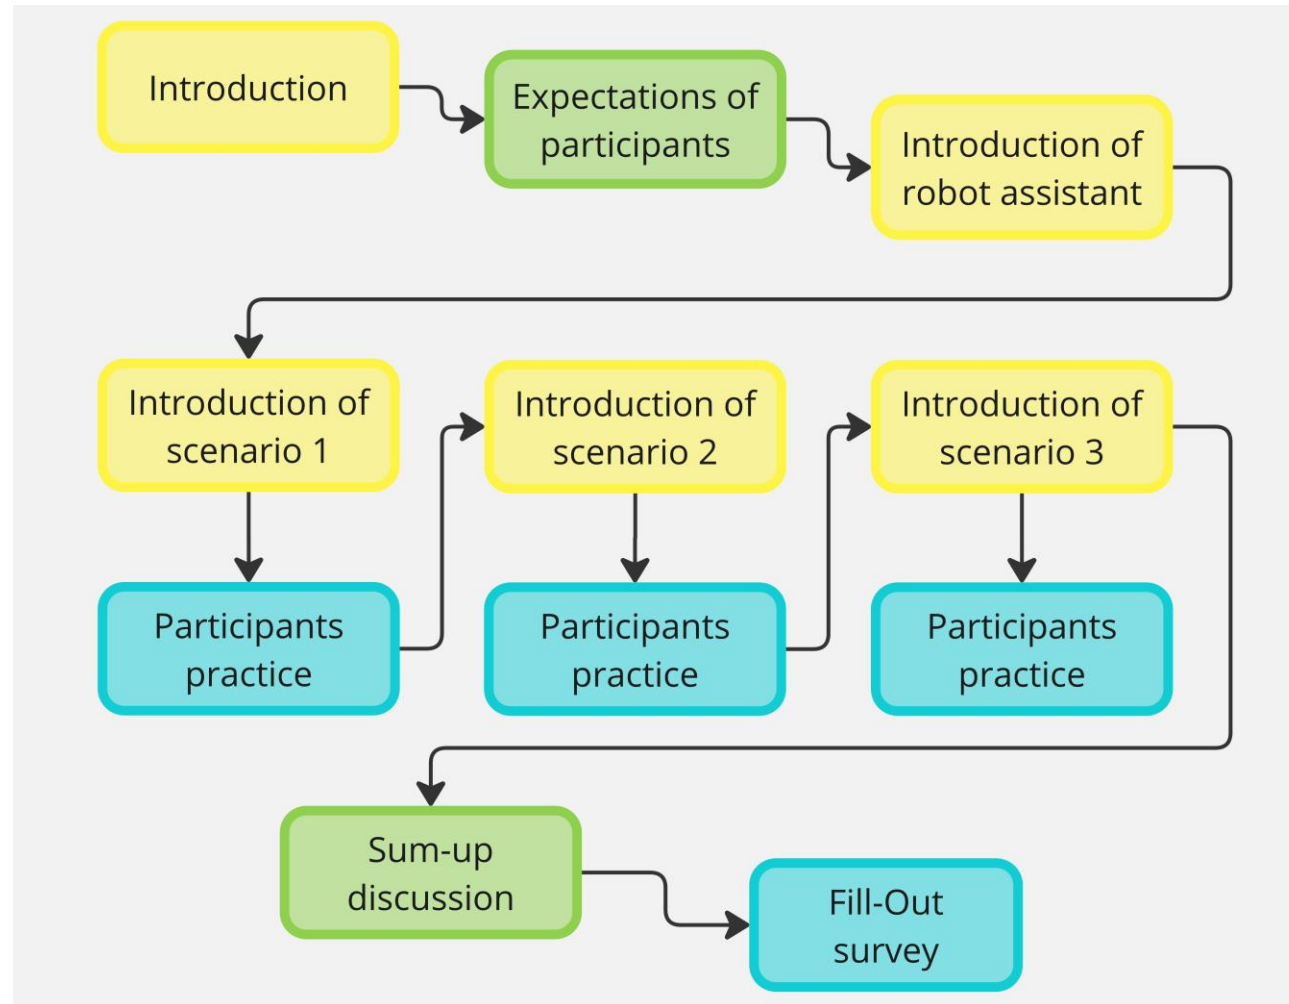 Introduction
Expectations of
participants
Introduction of
robot assistant
Introduction of
scenario 1
Introduction of
scenario 2
Introduction of
scenario 3
Participants
practice
Participants
practice
Participants
practice
Sum-up
discussion
Fill-Out
survey